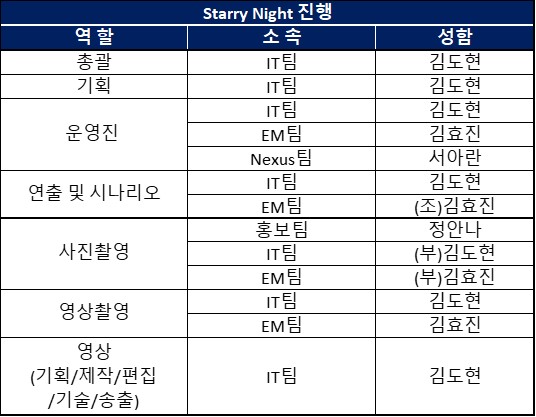 Starry Night 진행
역 할 소 속 성함
총괄 IT팀 김도현
기획 IT팀 김도현
운영진 IT팀 김도현
EM팀 김효진
Nexus팀 서아란
연출 및 시나리오 IT팀 김도현
EM팀 (조)김효진
사진촬영 홍보팀 정안나
IT팀 (부)김도현
EM팀 (부)김효진
영상촬영 IT팀 김도현
EM팀 김효진
영상
(기획/제작/편집
/기술/송출) IT팀 김도현